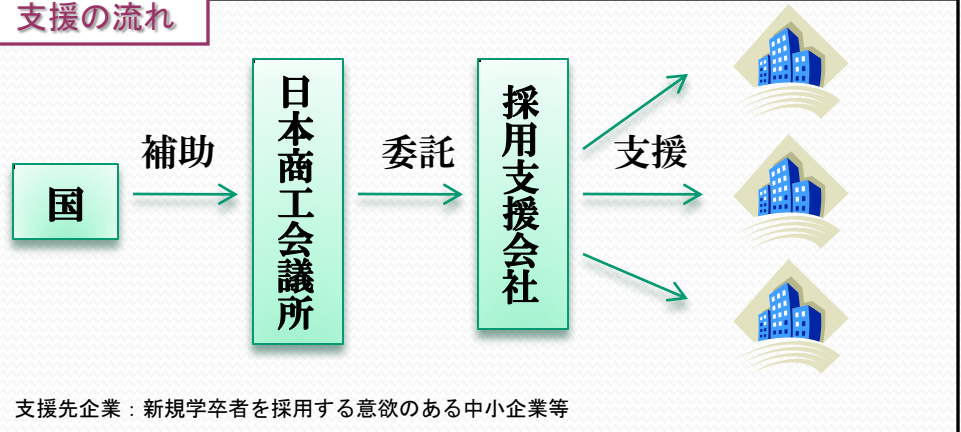 支援の流れ
国
補助
日本商工会議所
委託
採用支援会社
支援
支援先企業：新規学卒者を採用する意欲のある中小企業等